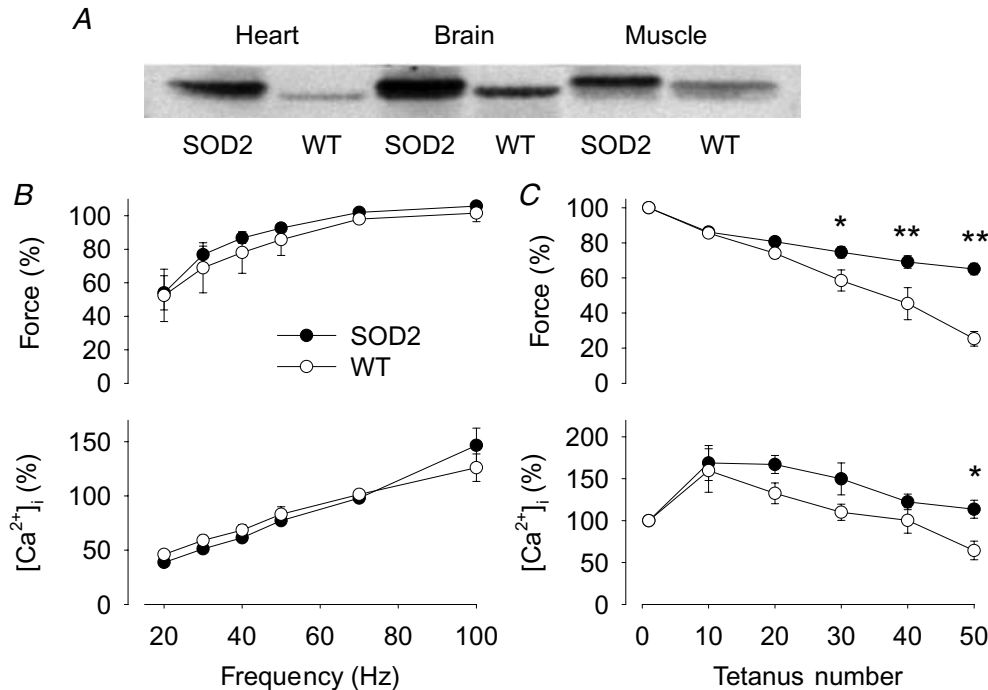 A
Heart Brain Muscle
SOD2 WT SOD2 WT SOD2 WT
B
Force (%)
100
80
60
40
20
0
SOD2
WT
[Ca²⁺]ᵢ (%)
150
100
50
0
20 40 60 80 100
Frequency (Hz)
C
Force (%)
100
80
60
40
20
0
* ** **
[Ca²⁺]ᵢ (%)
200
150
100
50
0
*
0 10 20 30 40 50
Tetanus number